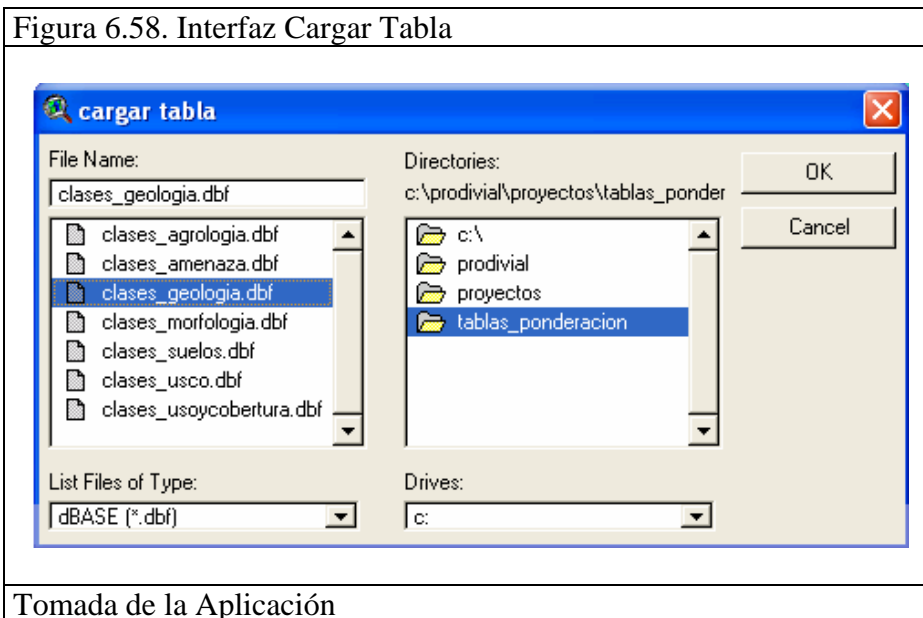 Figura 6.58. Interfaz Cargar Tabla
cargar tabla
File Name:
clases_geologia.dbf
clases_agrologia.dbf
clases_amenaza.dbf
clases_geologia.dbf
clases_morfologia.dbf
clases_suelos.dbf
clases_usco.dbf
clases_usoycobertura.dbf
List Files of Type:
dBASE (*.dbf)
Directories:
c:\prodivial\proyectos\tablas_ponder
c:\
prodivial
proyectos
tablas_ponderacion
Drives:
c:
OK
Cancel
Tomada de la Aplicación